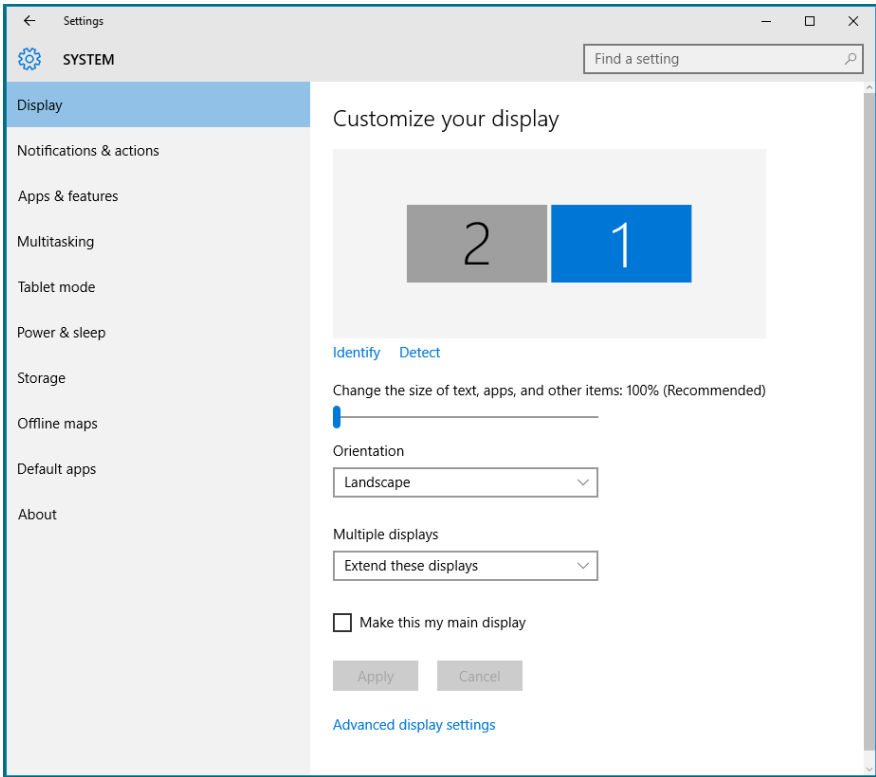 Settings
SYSTEM
Find a setting
Display
Notifications & actions
Apps & features
Multitasking
Tablet mode
Power & sleep
Storage
Offline maps
Default apps
About
Customize your display
2 1
Identify Detect
Change the size of text, apps, and other items: 100% (Recommended)
Orientation
Landscape
Multiple displays
Extend these displays
Make this my main display
Apply Cancel
Advanced display settings